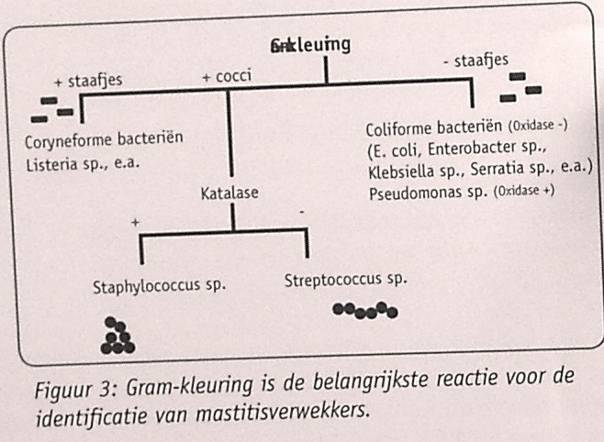 + staafjes
+ cocci
- staafjes
Coryneforme bacteriën
Listeria sp., e.a.
Coliforme bacteriën (Oxidase -)
(E. coli, Enterobacter sp.,
Klebsiella sp., Serratia sp., e.a.)
Pseudomonas sp. (Oxidase +)
Katalase
+
-
Staphylococcus sp.
Streptococcus sp.
Figuur 3: Gram-kleuring is de belangrijkste reactie voor de
identificatie van mastitisverwekkers.